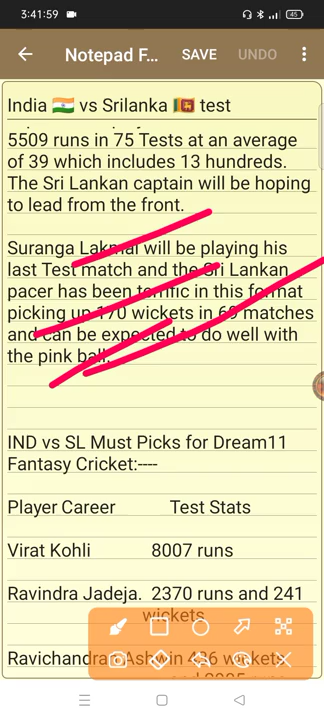 3:41:59
45
Notepad F... SAVE UNDO
India 🇮🇳 vs Srilanka 🇱🇰 test
5509 runs in 75 Tests at an average
of 39 which includes 13 hundreds.
The Sri Lankan captain will be hoping
to lead from the front.
Suranga Lakmal will be playing his
last Test match and the Sri Lankan
pacer has been terrific in this format
picking up 170 wickets in 69 matches
and can be expected to do well with
the pink ball.
IND vs SL Must Picks for Dream11
Fantasy Cricket:----
Player Career Test Stats
Virat Kohli 8007 runs
Ravindra Jadeja. 2370 runs and 241
wickets
Ravichandran Ashwin 436 wickets